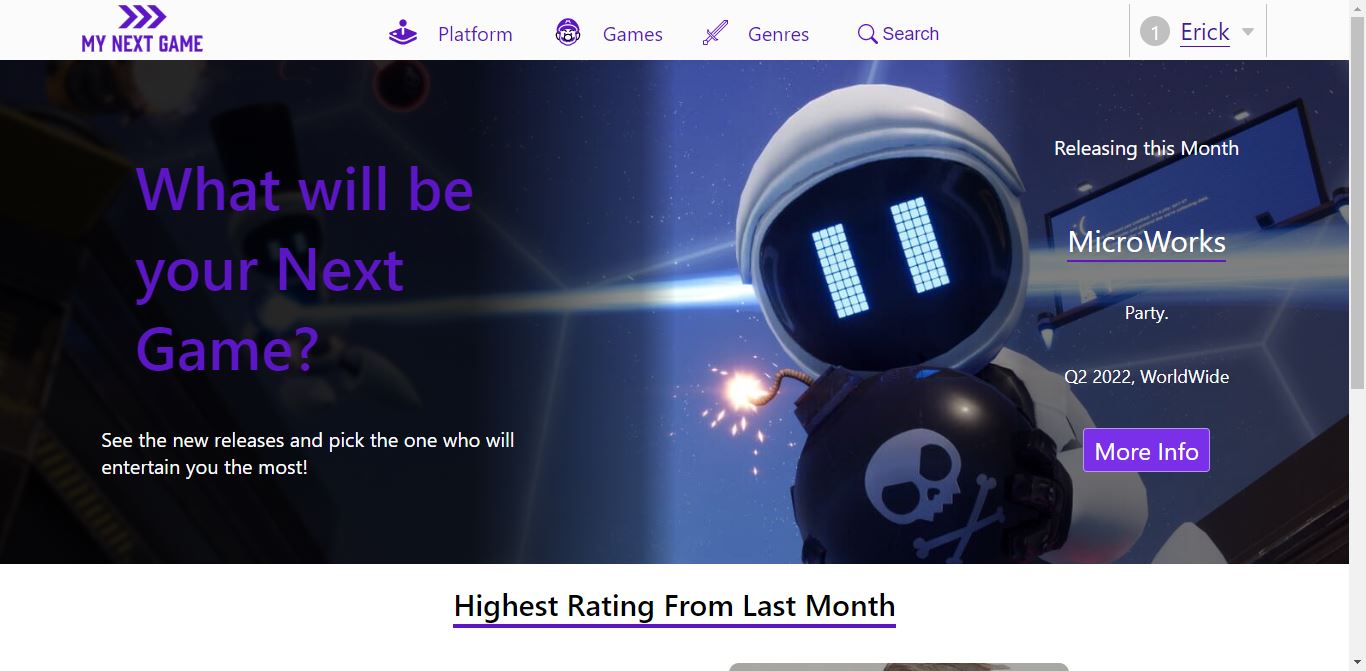 MY NEXT GAME
Platform
Games
Genres
Search
1
Erick
What will be
your Next
Game?
See the new releases and pick the one who will
entertain you the most!
Releasing this Month
MicroWorks
Party.
Q2 2022, WorldWide
More Info
Highest Rating From Last Month